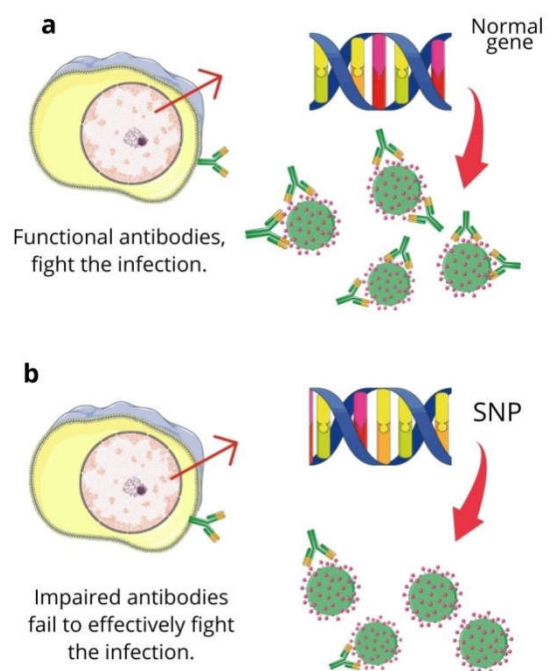 a
Normal
gene
Functional antibodies,
fight the infection.
b
SNP
Impaired antibodies
fail to effectively fight
the infection.